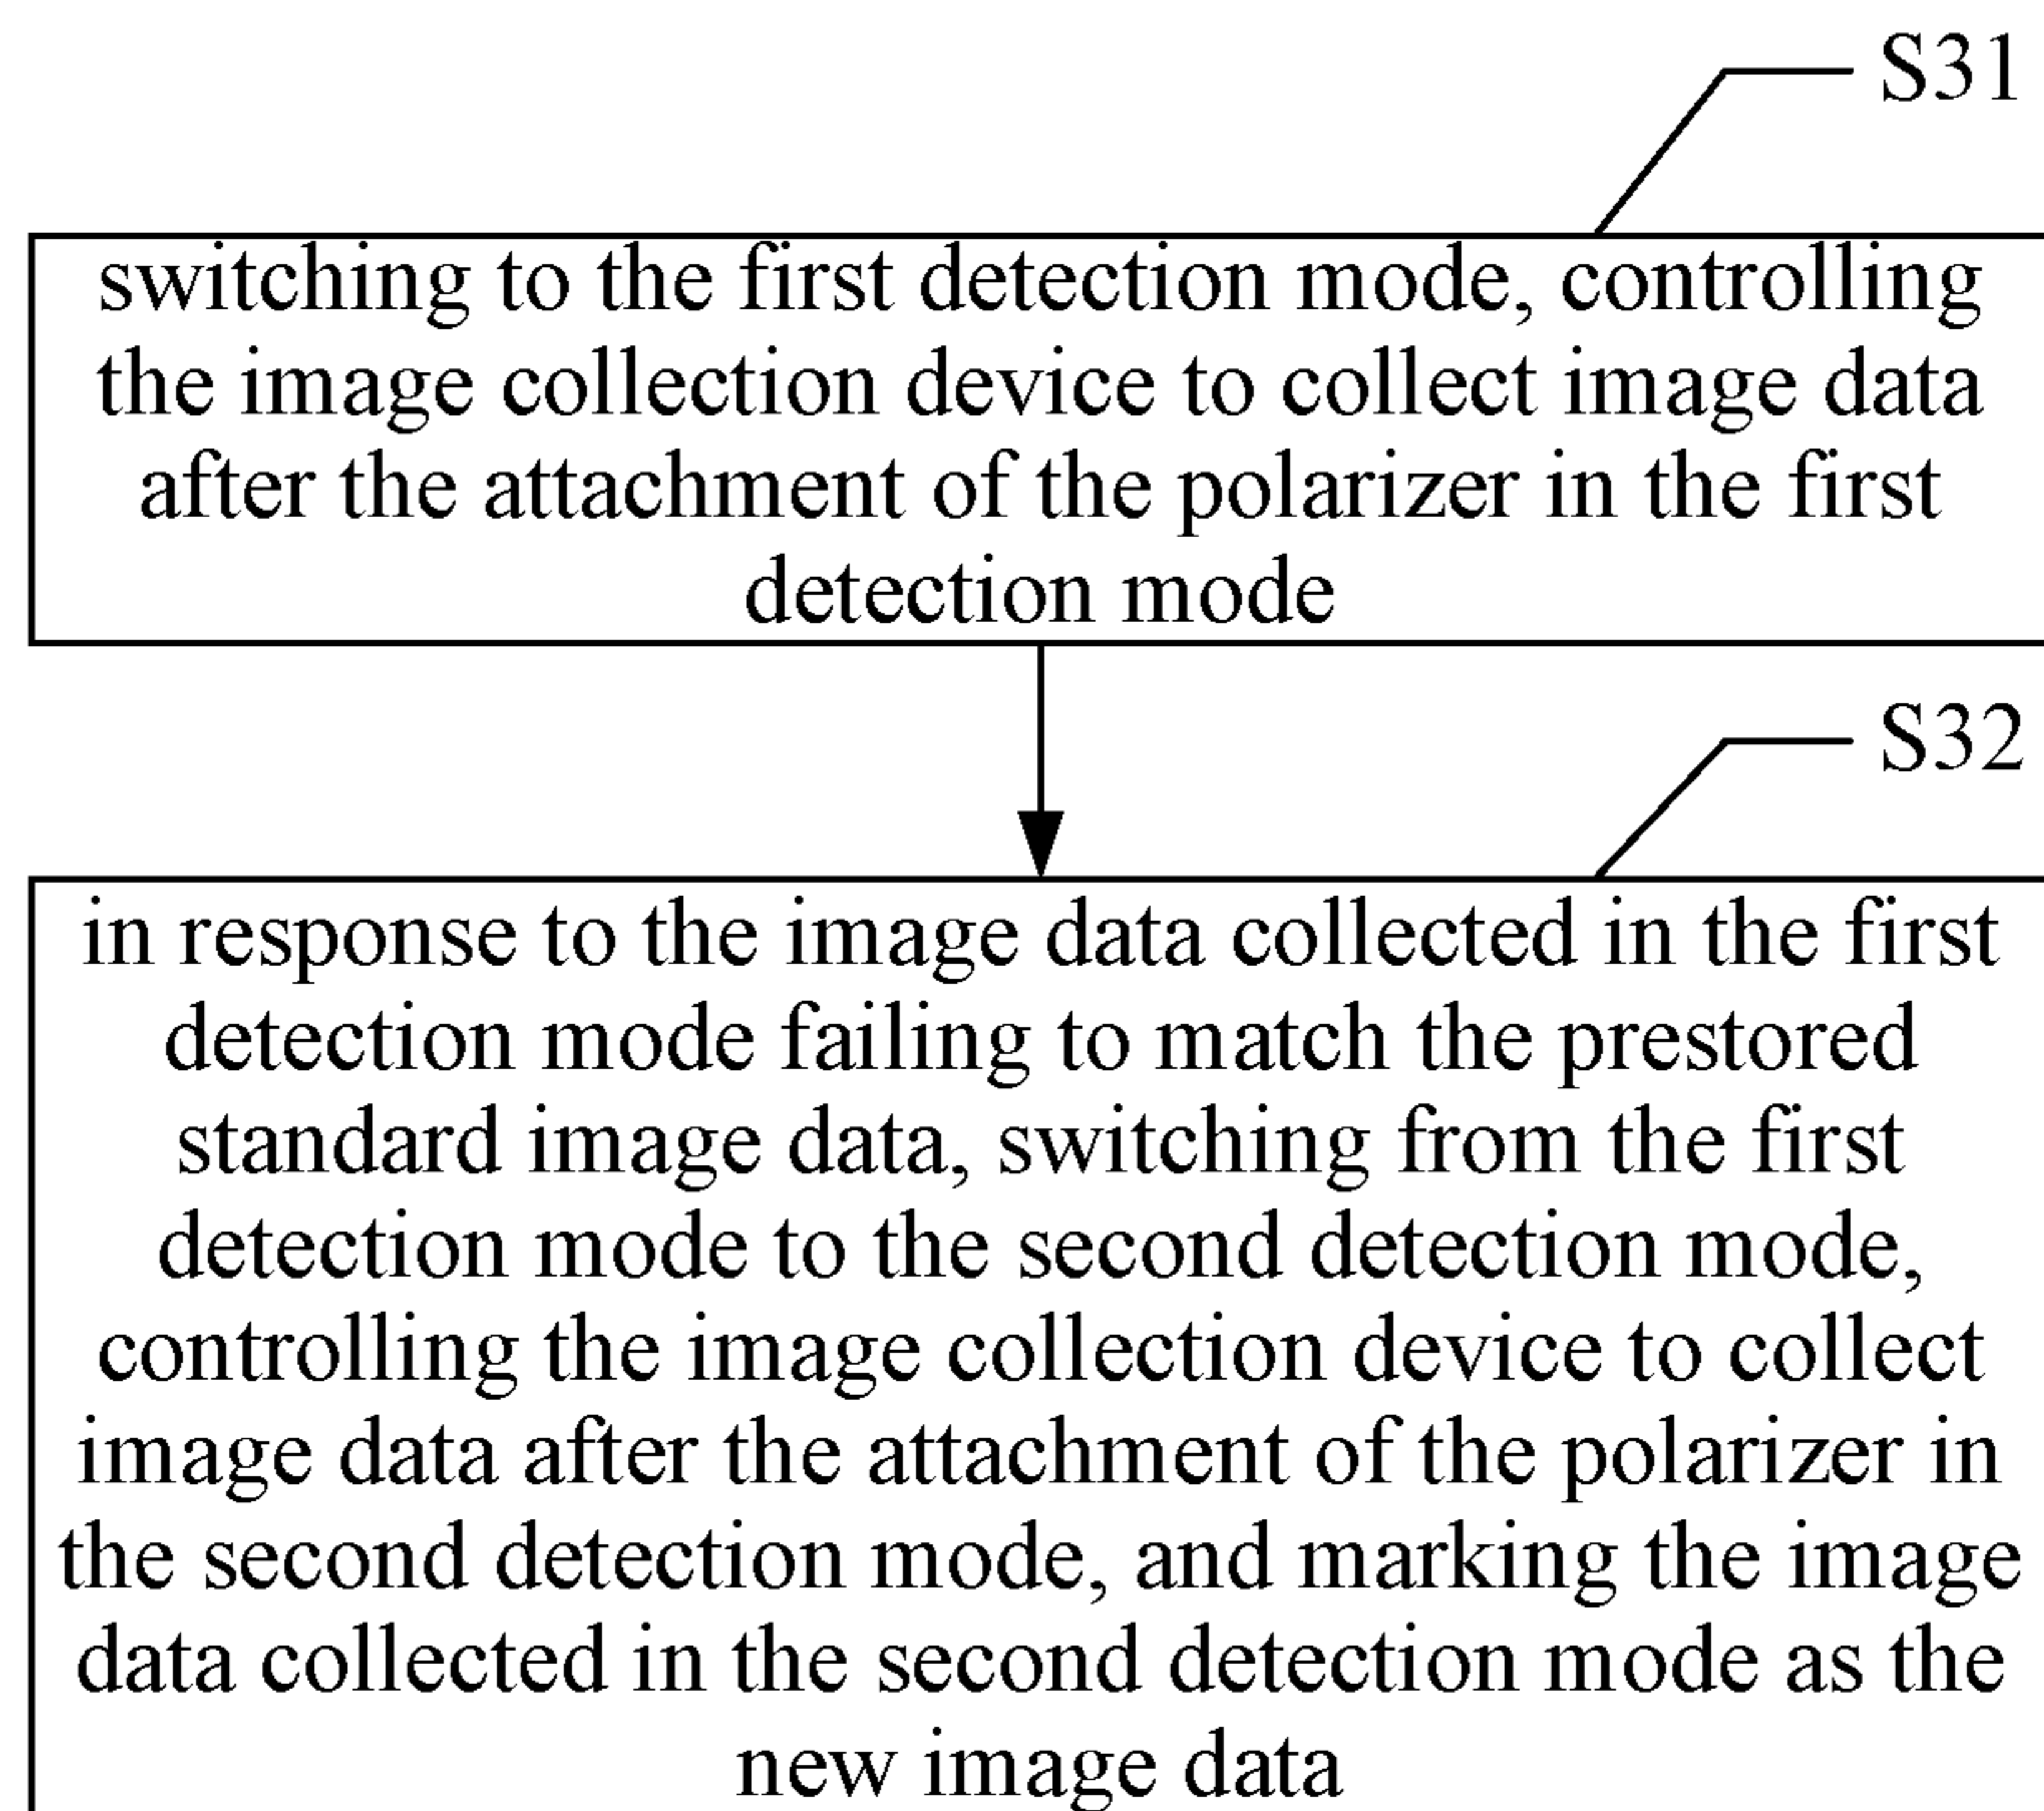 S31
switching to the first detection mode, controlling
the image collection device to collect image data
after the attachment of the polarizer in the first
detection mode
S32
in response to the image data collected in the first
detection mode failing to match the prestored
standard image data, switching from the first
detection mode to the second detection mode,
controlling the image collection device to collect
image data after the attachment of the polarizer in
the second detection mode, and marking the image
data collected in the second detection mode as the
new image data